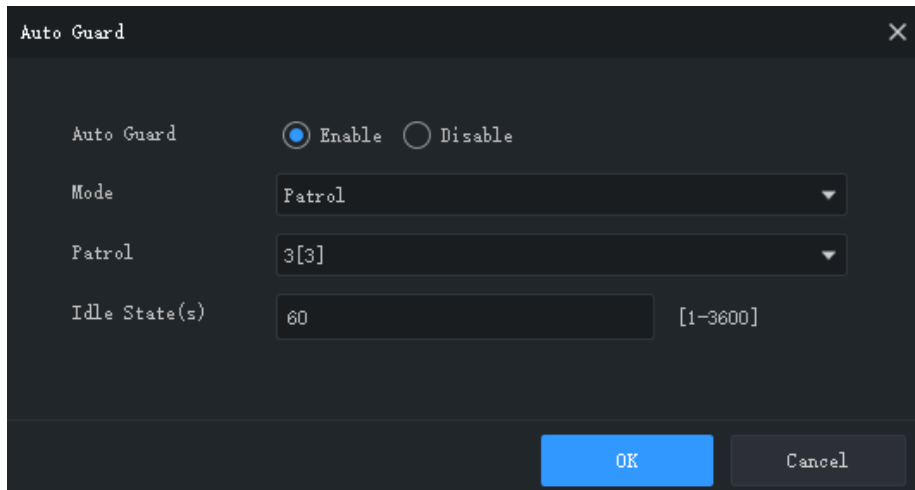 Auto Guard
Auto Guard Enable Disable
Mode Patrol
Patrol 3[3]
Idle State(s) 60 [1-3600]
OK Cancel